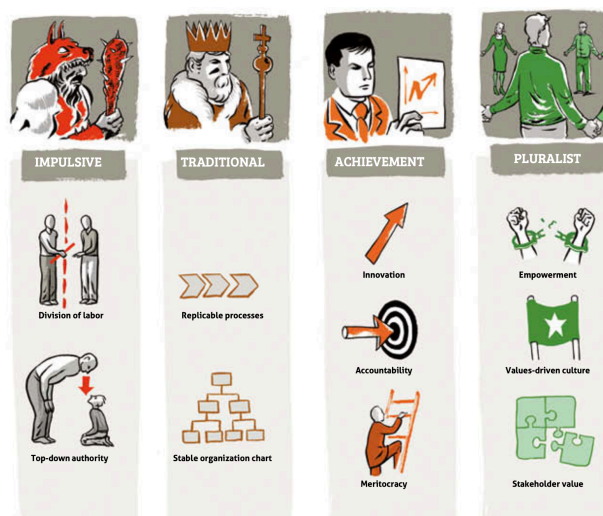 IMPULSIVE
TRADITIONAL
ACHIEVEMENT
PLURALIST
Division of labor
Replicable processes
Innovation
Empowerment
Accountability
Values-driven culture
Top-down authority
Stable organization chart
Meritocracy
Stakeholder value